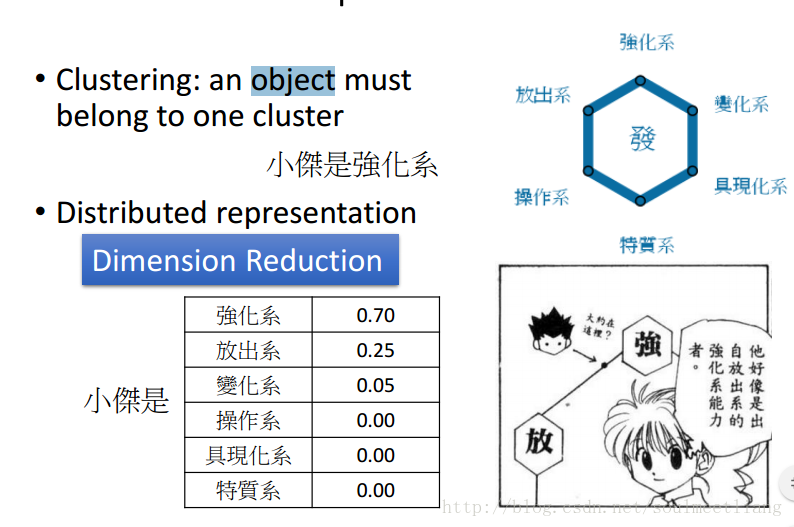 • Clustering: an object must
belong to one cluster
小傑是強化系
• Distributed representation
Dimension Reduction
小傑是
強化系 0.70
放出系 0.25
變化系 0.05
操作系 0.00
具現化系 0.00
特質系 0.00
強化系
放出系
變化系
發
操作系
具現化系
特質系
大約在
這裡?
強
放
他好像是出
自放出系的
強化系能力
者。
http://blog.csdn.net/soulmeetliang